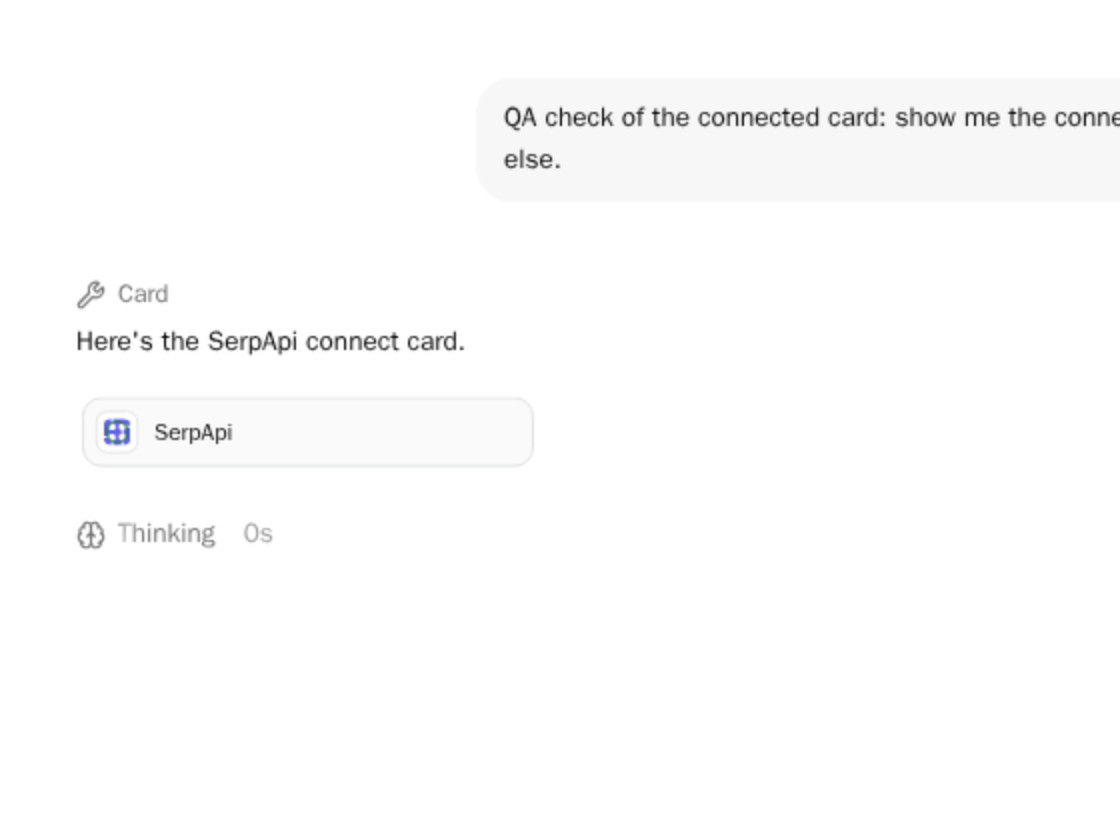 QA check of the connected card: show me the
else.
Card
Here's the SerpApi connect card.
SerpApi
Thinking 0s